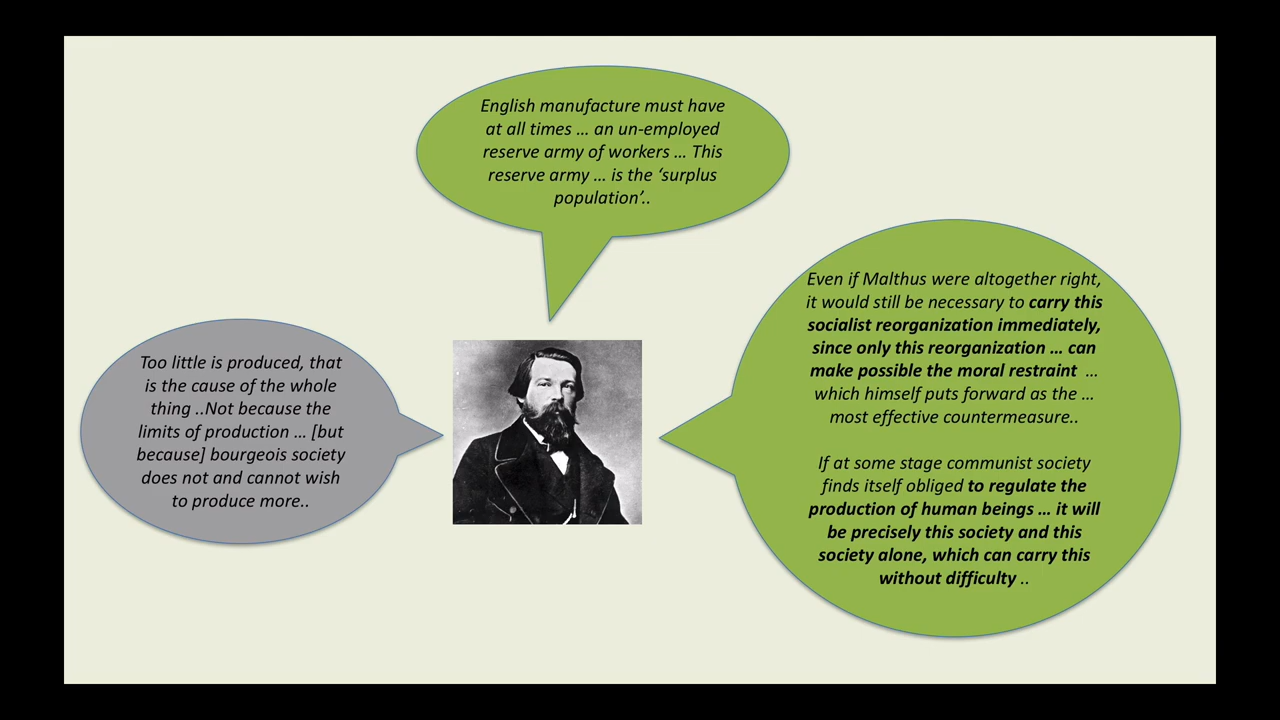 English manufacture must have
at all times … an un-employed
reserve army of workers … This
reserve army … is the ‘surplus
population’..
Too little is produced, that
is the cause of the whole
thing ..Not because the
limits of production … [but
because] bourgeois society
does not and cannot wish
to produce more..
Even if Malthus were altogether right,
it would still be necessary to carry this
socialist reorganization immediately,
since only this reorganization … can
make possible the moral restraint …
which himself puts forward as the …
most effective countermeasure..
If at some stage communist society
finds itself obliged to regulate the
production of human beings … it will
be precisely this society and this
society alone, which can carry this
without difficulty ..